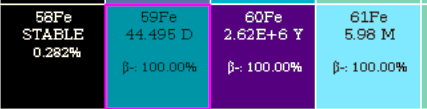 58Fe
STABLE
0.282%
59Fe
44.495 D
β-: 100.00%
60Fe
2.62E+6 Y
β-: 100.00%
61Fe
5.98 M
β-: 100.00%